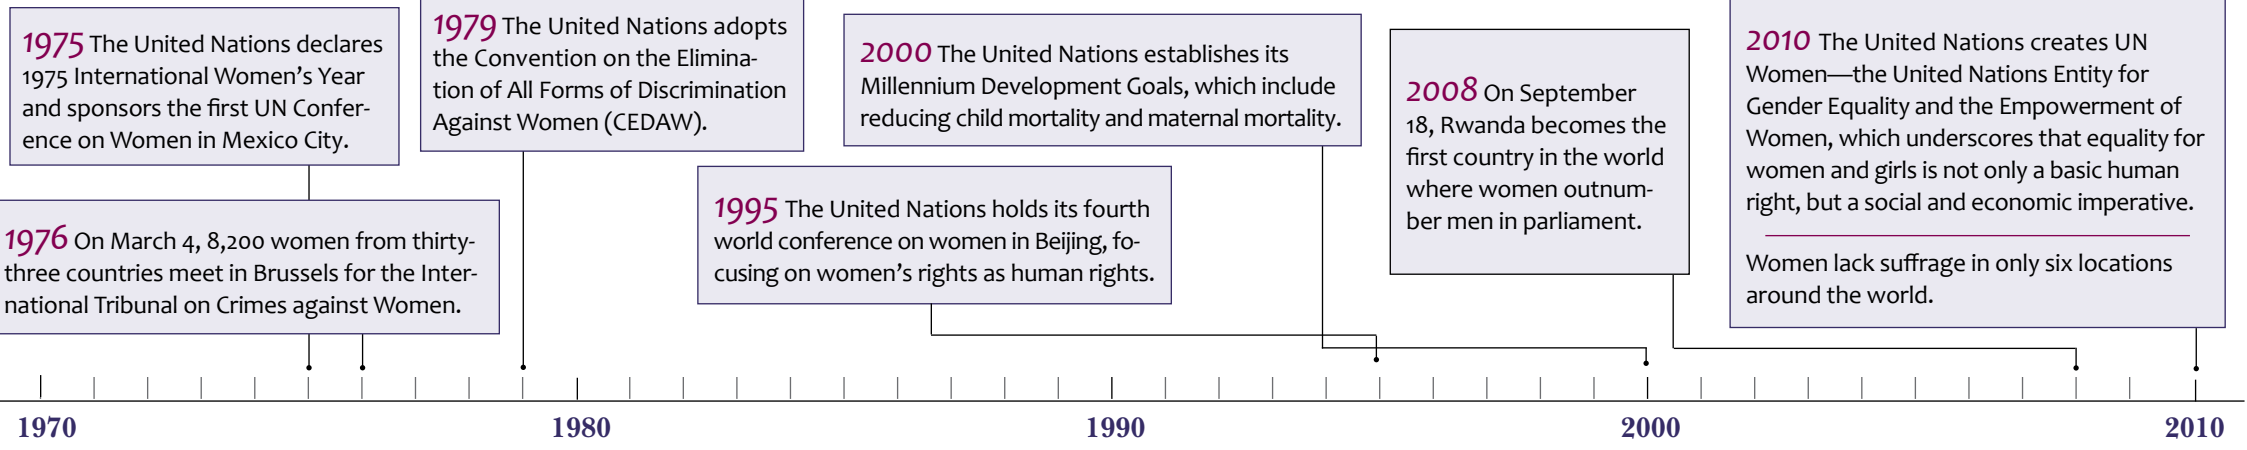 1975 The United Nations declares
1975 International Women’s Year
and sponsors the first UN Confer-
ence on Women in Mexico City.
1976 On March 4, 8,200 women from thirty-
three countries meet in Brussels for the Inter-
national Tribunal on Crimes against Women.
1979 The United Nations adopts
the Convention on the Elimina-
tion of All Forms of Discrimination
Against Women (CEDAW).
1995 The United Nations holds its fourth
world conference on women in Beijing, fo-
cusing on women’s rights as human rights.
2000 The United Nations establishes its
Millennium Development Goals, which include
reducing child mortality and maternal mortality.
2008 On September
18, Rwanda becomes the
first country in the world
where women outnum-
ber men in parliament.
2010 The United Nations creates UN
Women—the United Nations Entity for
Gender Equality and the Empowerment of
Women, which underscores that equality for
women and girls is not only a basic human
right, but a social and economic imperative.
Women lack suffrage in only six locations
around the world.
1970 1980 1990 2000 2010